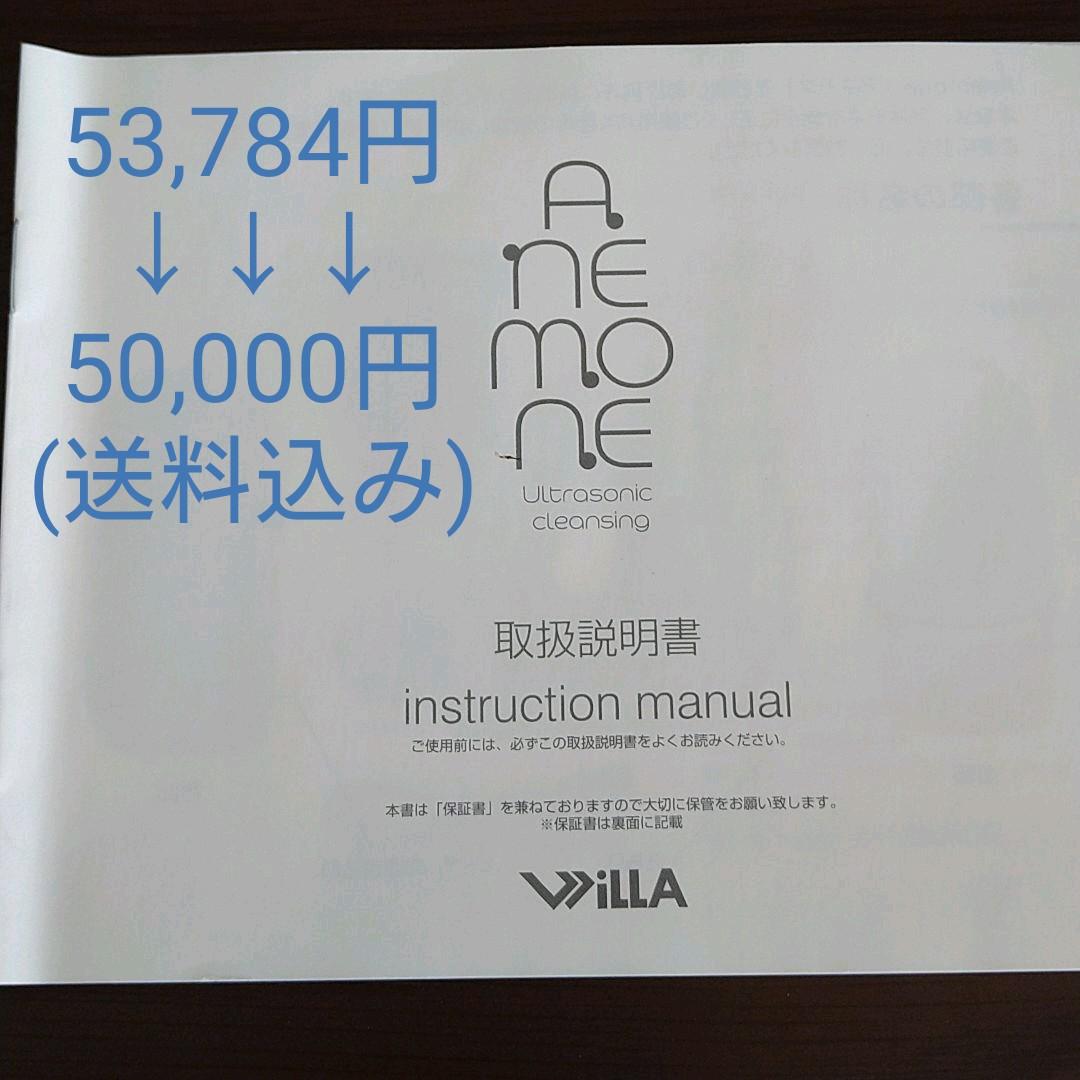 53,784円
↓ ↓ ↓
50,000円
(送料込み)
A
NE
MO
NE
Ultrasonic
cleansing
取扱説明書
instruction manual
ご使用前には、必ずこの取扱説明書をよくお読みください。
本書は「保証書」を兼ねておりますので大切に保管をお願い致します。
※保証書は裏面に記載
WiLLA